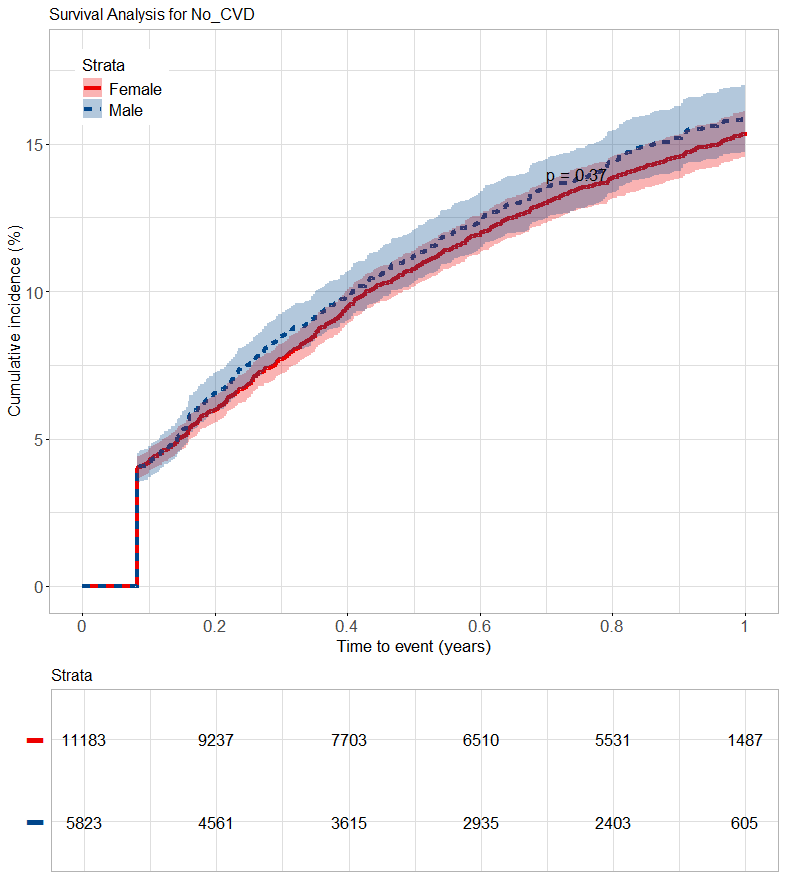 Survival Analysis for No_CVD
Strata
Female
Male
15
p = 0.37
10
5
0
Cumulative incidence (%)
0 0.2 0.4 0.6 0.8 1
Time to event (years)
Strata
11183 9237 7703 6510 5531 1487
5823 4561 3615 2935 2403 605